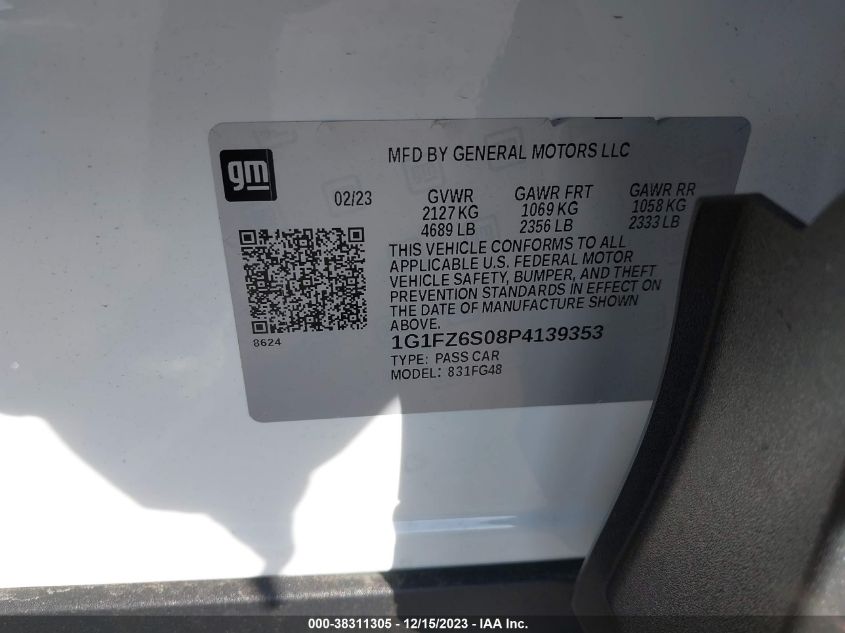 gm
MFD BY GENERAL MOTORS LLC
02/23 GVWR GAWR FRT GAWR RR
2127 KG 1069 KG 1058 KG
4689 LB 2356 LB 2333 LB
THIS VEHICLE CONFORMS TO ALL
APPLICABLE U.S. FEDERAL MOTOR
VEHICLE SAFETY, BUMPER, AND THEFT
PREVENTION STANDARDS IN EFFECT ON
THE DATE OF MANUFACTURE SHOWN
ABOVE.
8624
1G1FZ6S08P4139353
TYPE: PASS CAR
MODEL: 831FG48
000-38311305 - 12/15/2023 - IAA Inc.